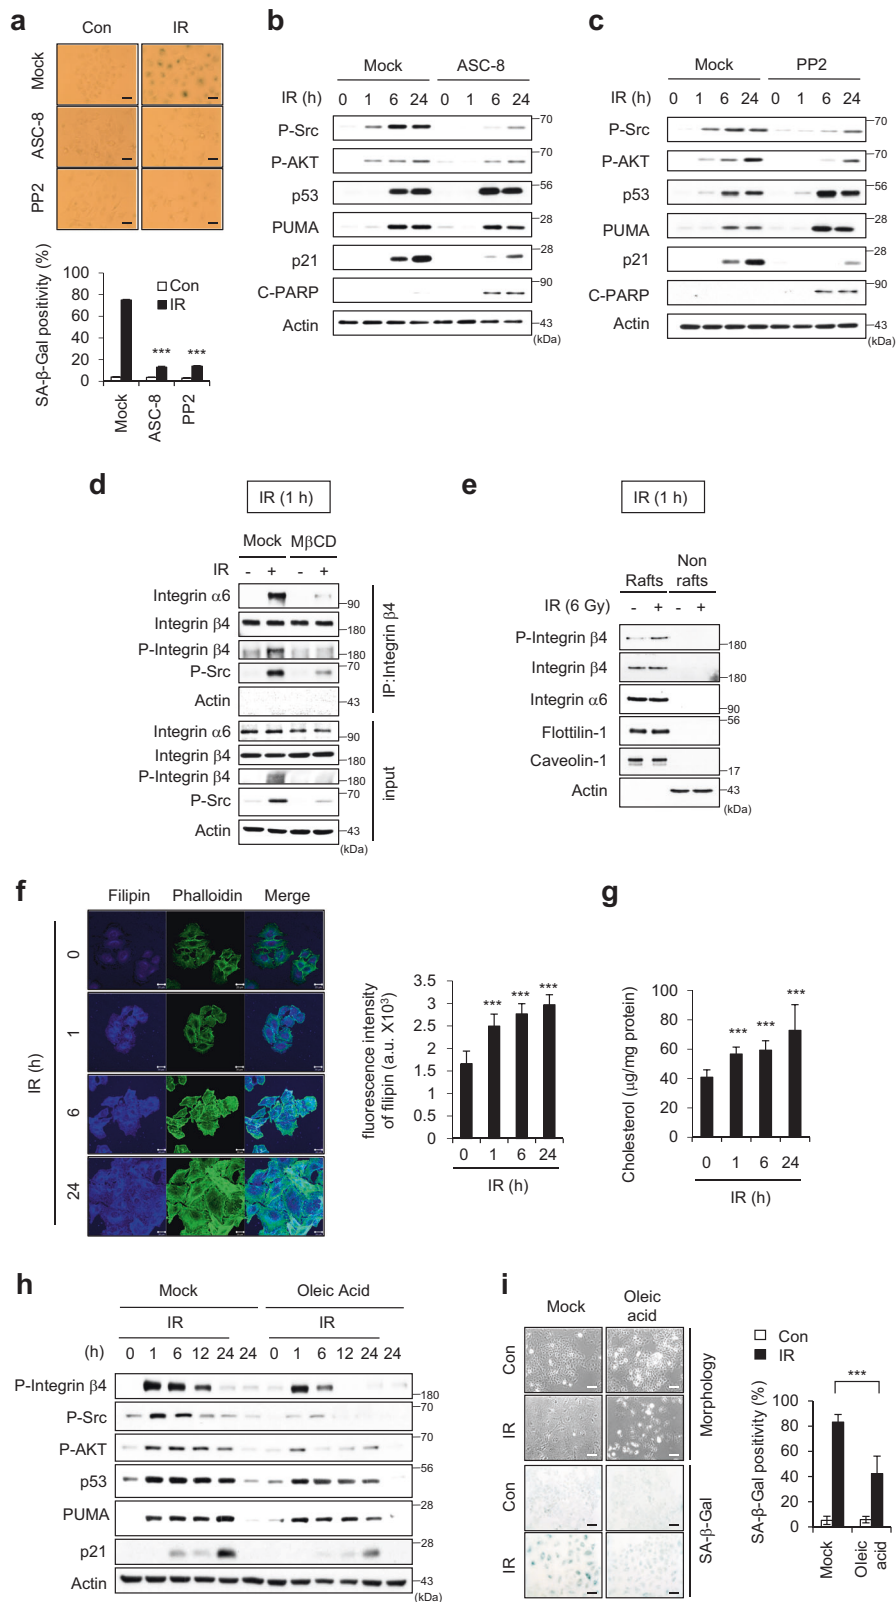 a
Con IR
Mock
ASC-8
PP2
SA-β-Gal positivity (%)
100
80
60
40
20
0
Con
IR
*** ***
Mock
ASC-8
PP2
b
Mock ASC-8
IR (h) 0 1 6 24 0 1 6 24
P-Src 70
P-AKT 70
p53 56
PUMA 28
p21 28
C-PARP 90
Actin 43
(kDa)
c
Mock PP2
IR (h) 0 1 6 24 0 1 6 24
P-Src 70
P-AKT 70
p53 56
PUMA 28
p21 28
C-PARP 90
Actin 43
(kDa)
d
IR (1 h)
Mock MβCD
IR - + - +
Integrin α6 90
Integrin β4 180
P-Integrin β4 180
P-Src 70
Actin 43
IP:Integrin β4
Integrin α6 90
Integrin β4 180
P-Integrin β4 180
P-Src 70
Actin 43
(kDa)
input
e
IR (1 h)
Rafts Non rafts
IR (6 Gy) - + - +
P-Integrin β4 180
Integrin β4 180
Integrin α6 90
Flottilin-1 56
Caveolin-1 17
Actin 43
(kDa)
f
Filipin Phalloidin Merge
IR (h)
0
1
6
24
fluorescence intensity
of filipin (a.u. X10³)
3.5
3
2.5
2
1.5
1
0.5
0
*** *** ***
0 1 6 24
IR (h)
g
Cholesterol (μg/mg protein)
100
80
60
40
20
0
*** *** ***
0 1 6 24
IR (h)
h
Mock Oleic Acid
IR IR
(h) 0 1 6 12 24 24 0 1 6 12 24 24
P-Integrin β4 180
P-Src 70
P-AKT 70
p53 56
PUMA 28
p21 28
Actin 43
(kDa)
i
Mock Oleic acid
Con
IR
Morphology
Con
IR
SA-β-Gal
Con
IR
SA-β-Gal positivity (%)
100
80
60
40
20
0
***
Mock
Oleic acid